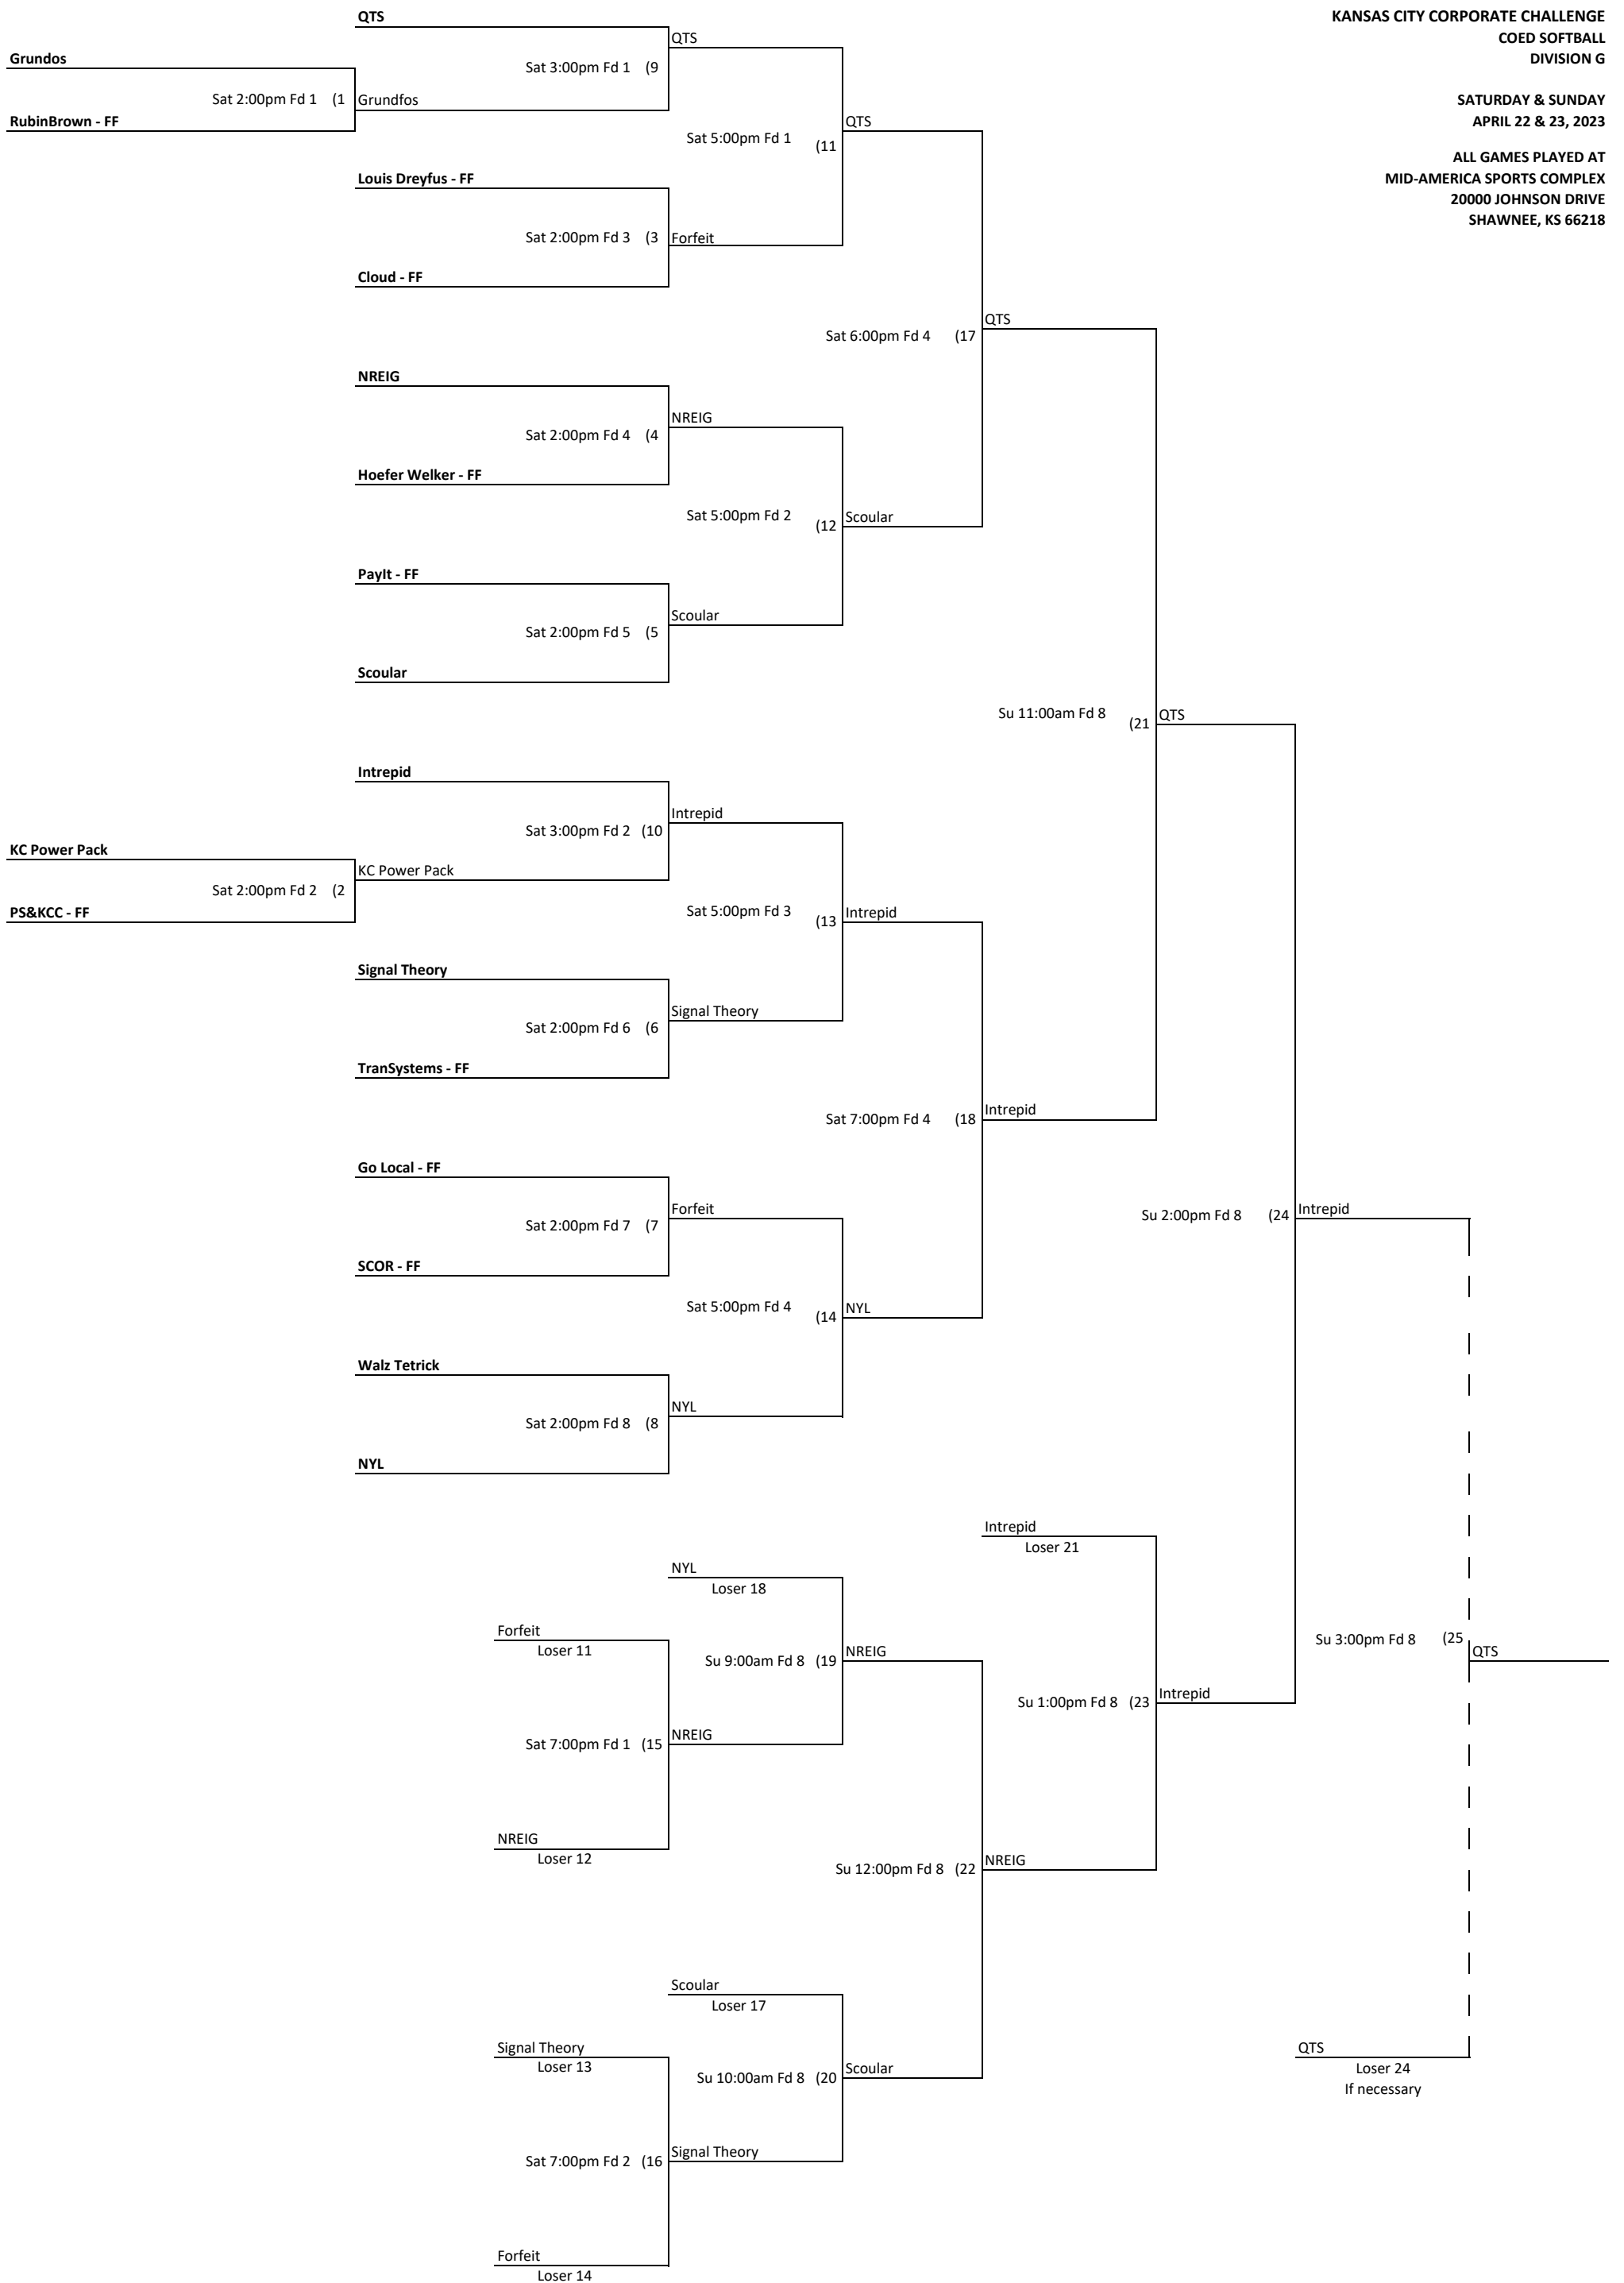 QTS
KANSAS CITY CORPORATE CHALLENGE
COED SOFTBALL
DIVISION G
SATURDAY & SUNDAY
APRIL 22 & 23, 2023
ALL GAMES PLAYED AT
MID-AMERICA SPORTS COMPLEX
20000 JOHNSON DRIVE
SHAWNEE, KS 66218
QTS
Grundos
Sat 3:00pm Fd 1 (9
Sat 2:00pm Fd 1 (1
Grundfos
RubinBrown - FF
QTS
Sat 5:00pm Fd 1 (11
Louis Dreyfus - FF
Sat 2:00pm Fd 3 (3
Forfeit
Cloud - FF
QTS
Sat 6:00pm Fd 4 (17
NREIG
NREIG
Sat 2:00pm Fd 4 (4
Hoefer Welker - FF
Sat 5:00pm Fd 2 (12
Scoular
PayIt - FF
Scoular
Sat 2:00pm Fd 5 (5
Scoular
Su 11:00am Fd 8 (21
QTS
Intrepid
Intrepid
Sat 3:00pm Fd 2 (10
KC Power Pack
KC Power Pack
Sat 2:00pm Fd 2 (2
PS&KCC - FF
Sat 5:00pm Fd 3 (13
Intrepid
Signal Theory
Signal Theory
Sat 2:00pm Fd 6 (6
TranSystems - FF
Intrepid
Sat 7:00pm Fd 4 (18
Go Local - FF
Forfeit
Sat 2:00pm Fd 7 (7
Su 2:00pm Fd 8 (24
Intrepid
SCOR - FF
Sat 5:00pm Fd 4 (14
NYL
Walz Tetrick
NYL
Sat 2:00pm Fd 8 (8
NYL
Intrepid
Loser 21
NYL
Loser 18
Forfeit
Loser 11
Su 9:00am Fd 8 (19
NREIG
Su 3:00pm Fd 8 (25
QTS
Su 1:00pm Fd 8 (23
Intrepid
Sat 7:00pm Fd 1 (15
NREIG
NREIG
Loser 12
Su 12:00pm Fd 8 (22
NREIG
Scoular
Loser 17
Signal Theory
Loser 13
Su 10:00am Fd 8 (20
Scoular
QTS
Loser 24
If necessary
Sat 7:00pm Fd 2 (16
Signal Theory
Forfeit
Loser 14